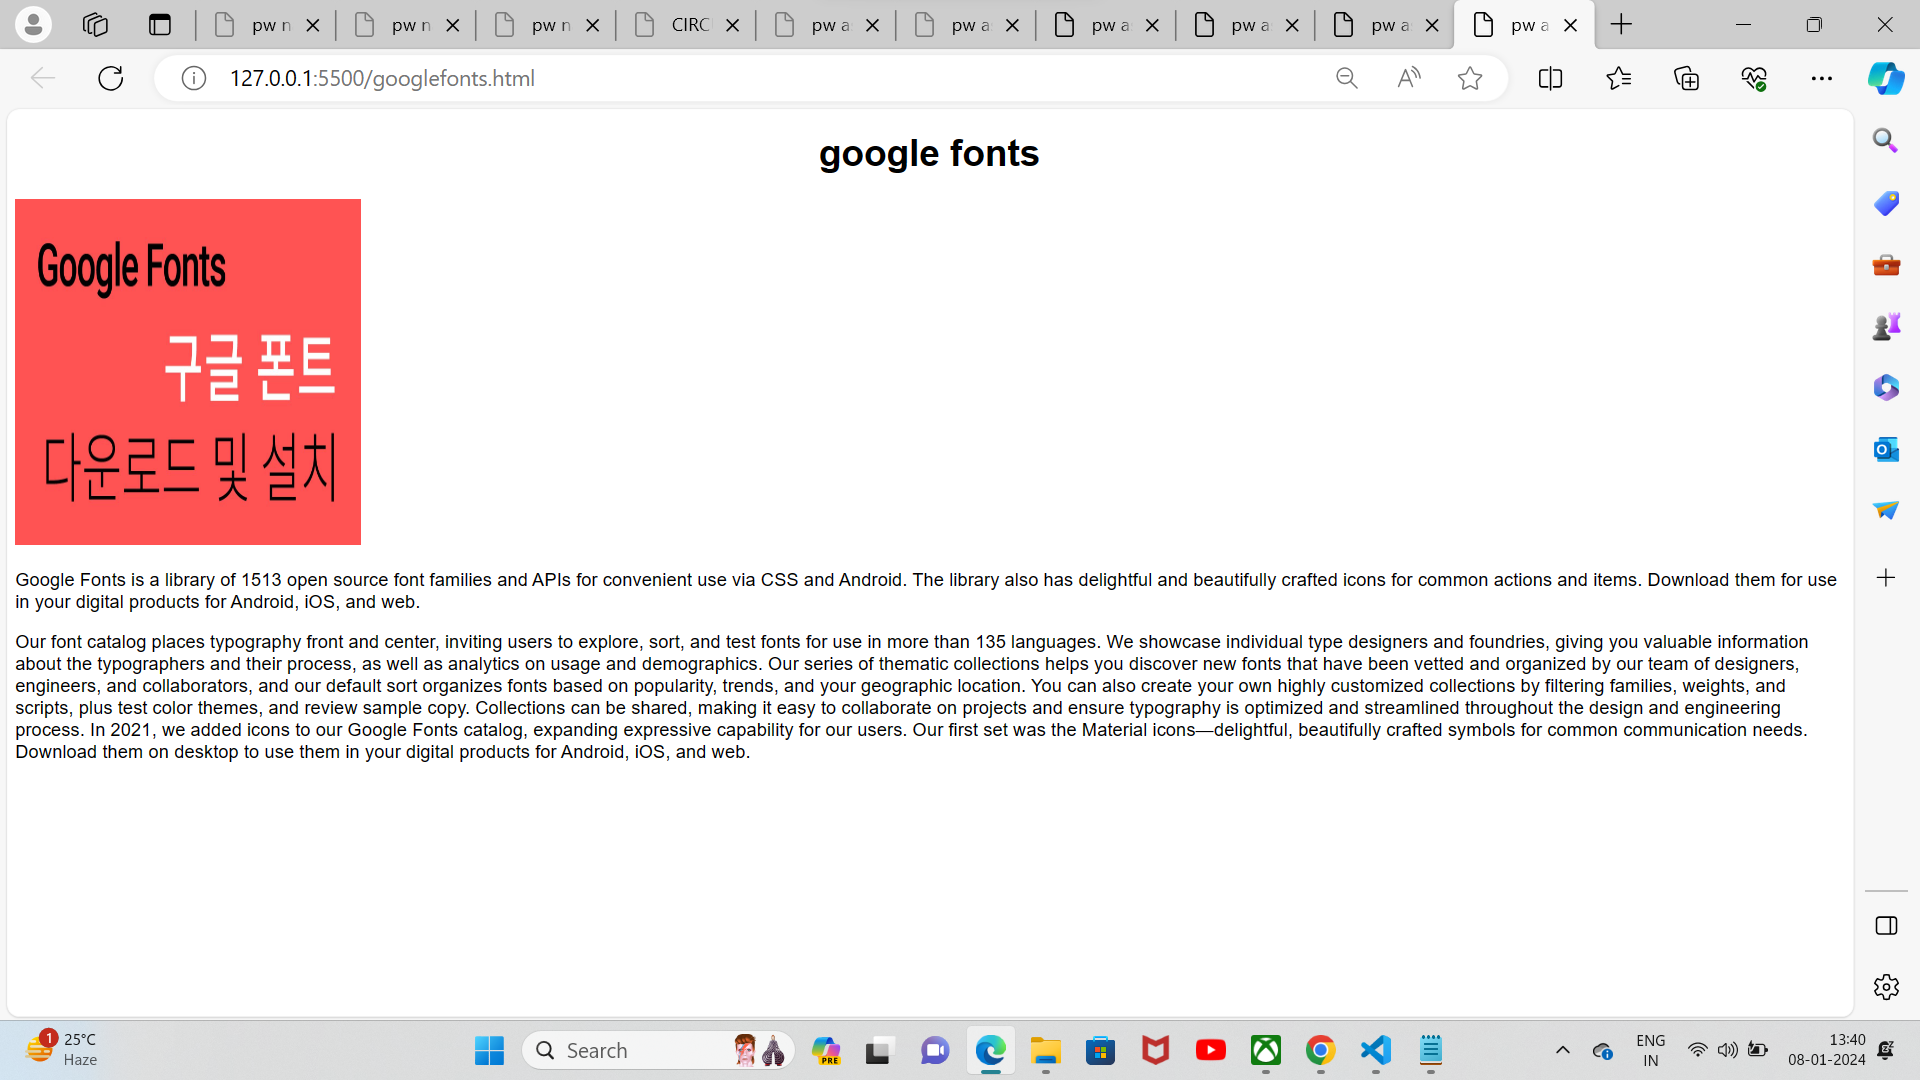 pw n
pw n
pw n
CIRC
pw a
pw a
pw a
pw a
pw a
pw a
127.0.0.1:5500/googlefonts.html
google fonts
Google Fonts
구글 폰트
다운로드 및 설치
Google Fonts is a library of 1513 open source font families and APIs for convenient use via CSS and Android. The library also has delightful and beautifully crafted icons for common actions and items. Download them for use
in your digital products for Android, iOS, and web.
Our font catalog places typography front and center, inviting users to explore, sort, and test fonts for use in more than 135 languages. We showcase individual type designers and foundries, giving you valuable information
about the typographers and their process, as well as analytics on usage and demographics. Our series of thematic collections helps you discover new fonts that have been vetted and organized by our team of designers,
engineers, and collaborators, and our default sort organizes fonts based on popularity, trends, and your geographic location. You can also create your own highly customized collections by filtering families, weights, and
scripts, plus test color themes, and review sample copy. Collections can be shared, making it easy to collaborate on projects and ensure typography is optimized and streamlined throughout the design and engineering
process. In 2021, we added icons to our Google Fonts catalog, expanding expressive capability for our users. Our first set was the Material icons—delightful, beautifully crafted symbols for common communication needs.
Download them on desktop to use them in your digital products for Android, iOS, and web.
1
25°C
Haze
Search
PRE
ENG
IN
13:40
08-01-2024